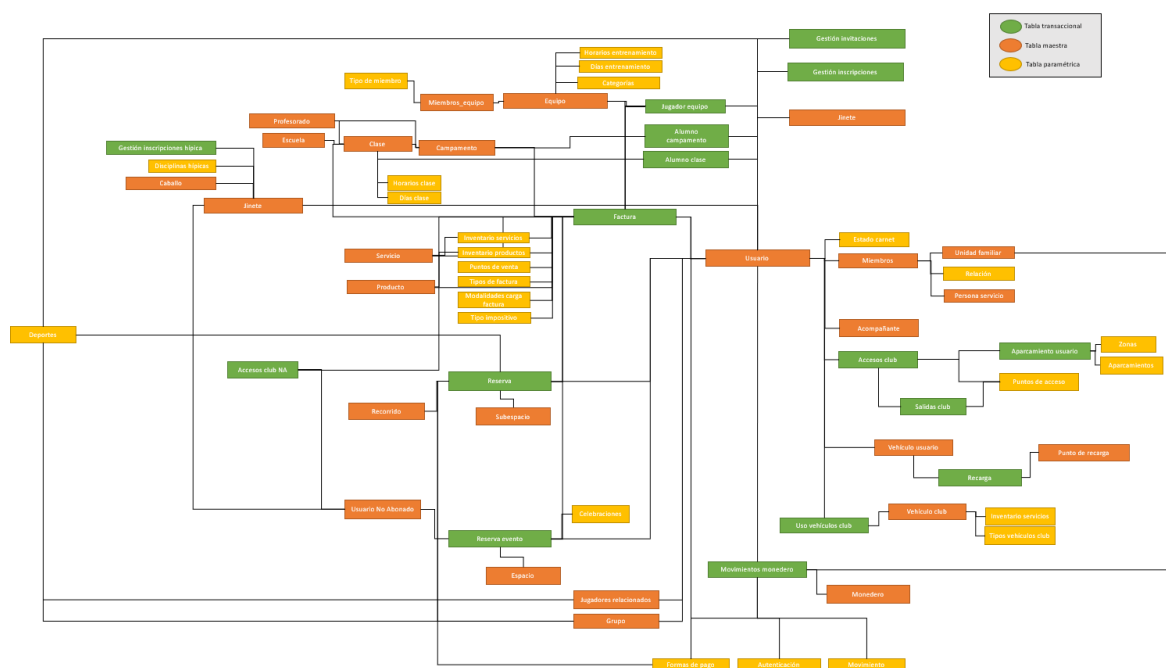 Tabla transaccional
Tabla maestra
Tabla paramétrica
Gestión invitaciones
Gestión inscripciones
Horarios entrenamiento
Días entrenamiente
Categorías
Tipo de miembro
Miembros_equipo
Equipo
Jugador equipo
Jinete
Profesorado
Escuela
Clase
Campamento
Alumno
campamento
Alumno clase
Gestión inscripciones hípica
Disciplinas hípicas
Caballo
Horarios clase
Días clase
Jinete
Factura
Inventario servicios
Inventario productos
Puntos de venta
Tipos de factura
Modalidades carga
factura
Tipo impositivo
Servicio
Producto
Usuario
Estado carnet
Miembros
Unidad familiar
Relación
Persona servicio
Acompañante
Deportes
Accesos club NA
Accesos club
Aparcamiento usuario
Zonas
Aparcamientos
Puntos de acceso
Reserva
Salidas club
Recorrido
Subespacio
Vehículo usuario
Punto de recarga
Recarga
Usuario No Abonado
Celebraciones
Uso vehículos club
Vehículo club
Inventario servicios
Tipos vehículos club
Reserva evento
Espacio
Movimientos monedero
Monedero
Jugadores relacionados
Grupo
Formas de pago
Autenticación
Movimiento